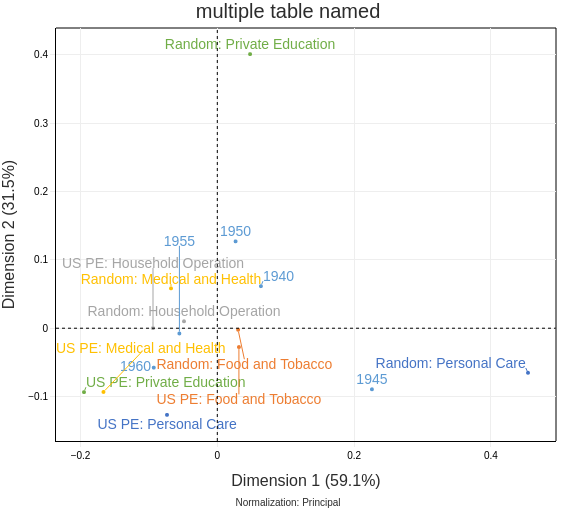 multiple table named
Dimension 2 (31.5%)
0.4
0.3
0.2
0.1
0
−0.1
Random: Private Education
1950
1955
US PE: Household Operation
Random: Medical and Health
1940
Random: Household Operation
US PE: Medical and Health
1960
Random: Food and Tobacco
Random: Personal Care
US PE: Private Education
1945
US PE: Food and Tobacco
US PE: Personal Care
−0.2
0
0.2
0.4
Dimension 1 (59.1%)
Normalization: Principal